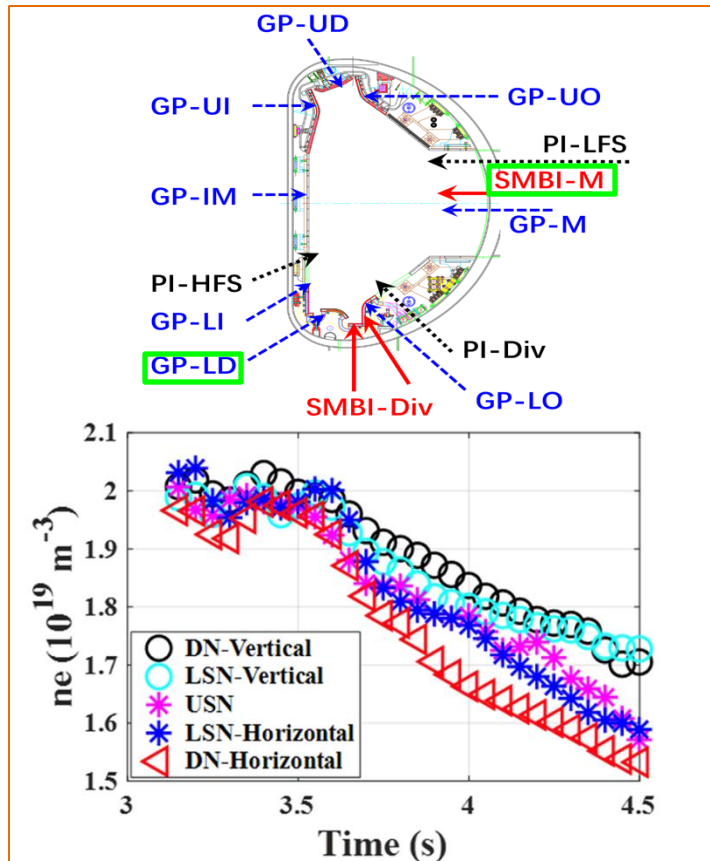 GP-UD
GP-UI
GP-UO
PI-LFS
SMBI-M
GP-IM
GP-M
PI-HFS
GP-LI
PI-Div
GP-LD
GP-LO
SMBI-Div
2.1
2
1.9
1.8
1.7
1.6
1.5
ne (10^19 m^-3)
DN-Vertical
LSN-Vertical
USN
LSN-Horizontal
DN-Horizontal
3 3.5 4 4.5
Time (s)